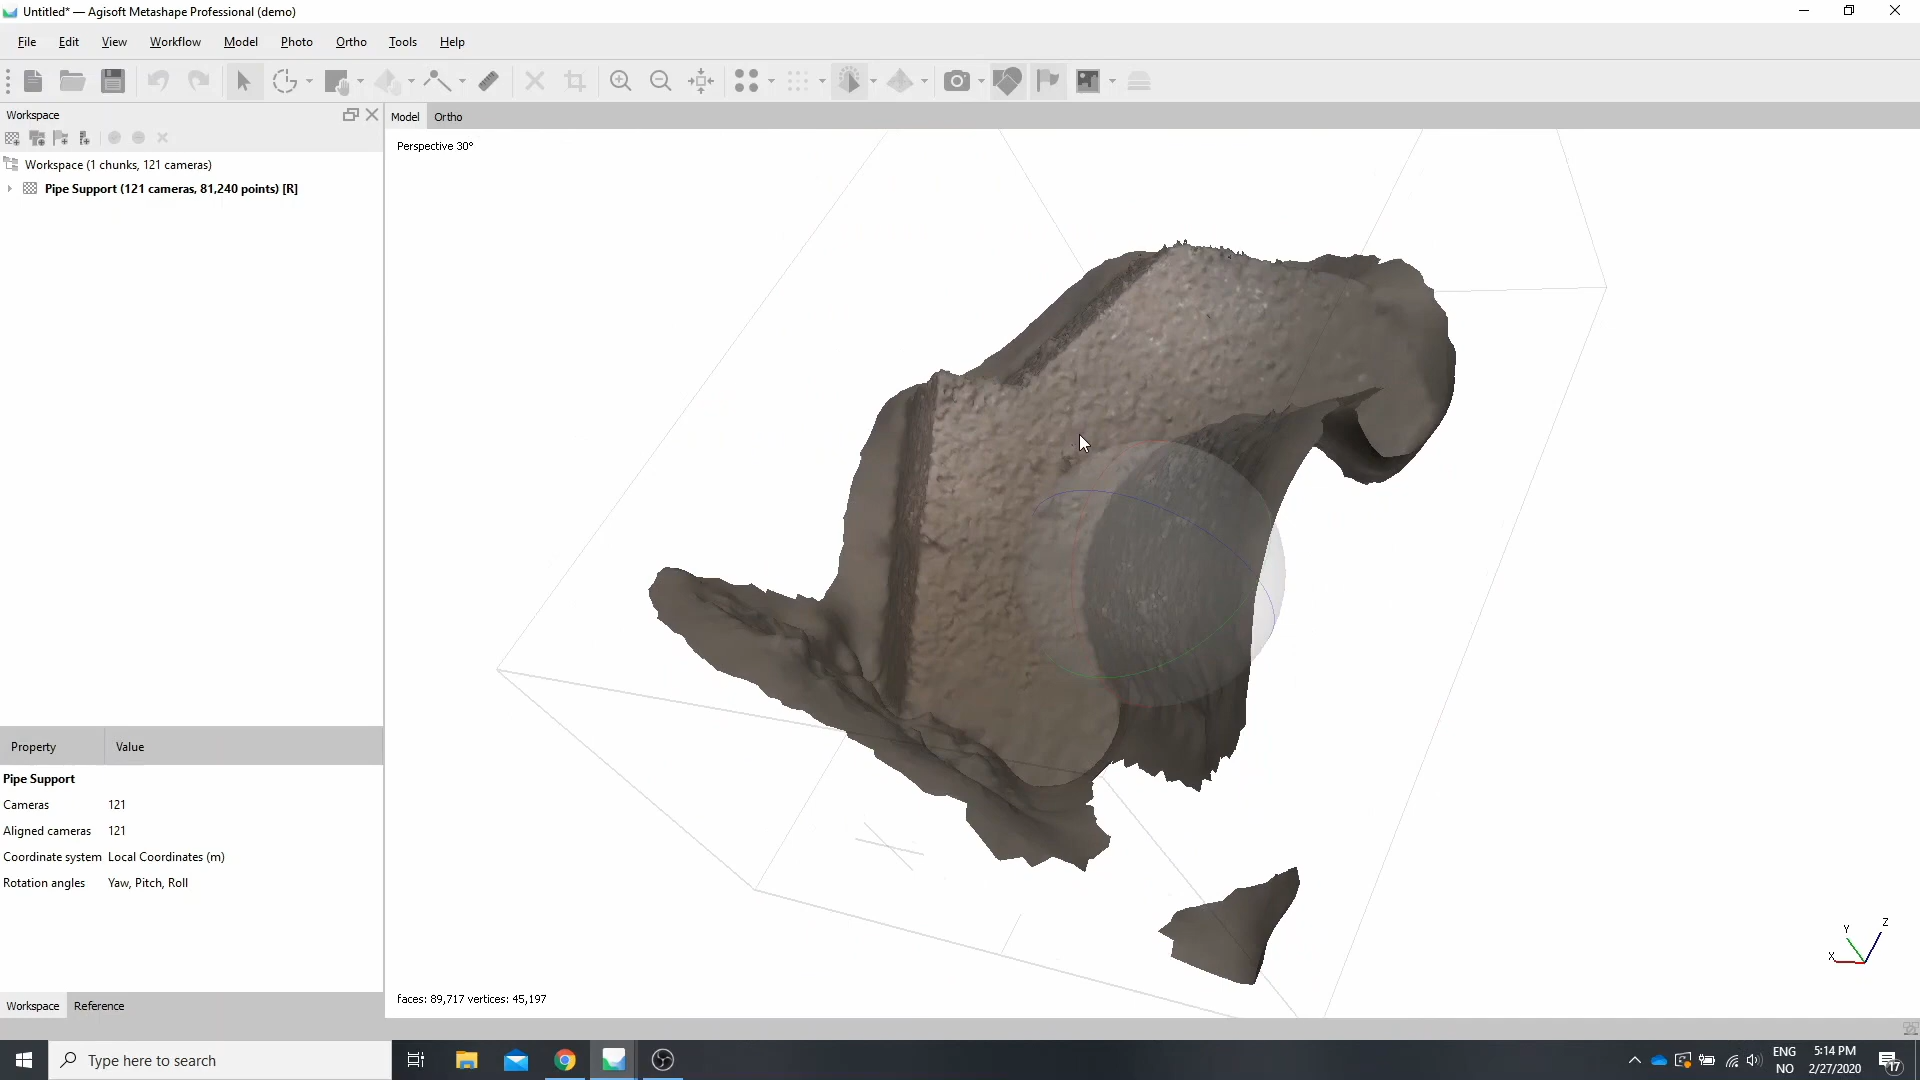 Untitled* — Agisoft Metashape Professional (demo)
File Edit View Workflow Model Photo Ortho Tools Help
Workspace
Model Ortho
Perspective 30°
Workspace (1 chunks, 121 cameras)
Pipe Support (121 cameras, 81,240 points) [R]
Property Value
Pipe Support
Cameras 121
Aligned cameras 121
Coordinate system Local Coordinates (m)
Rotation angles Yaw, Pitch, Roll
X Y Z
faces: 89,717 vertices: 45,197
Workspace Reference
Type here to search
ENG
NO
5:14 PM
2/27/2020
17